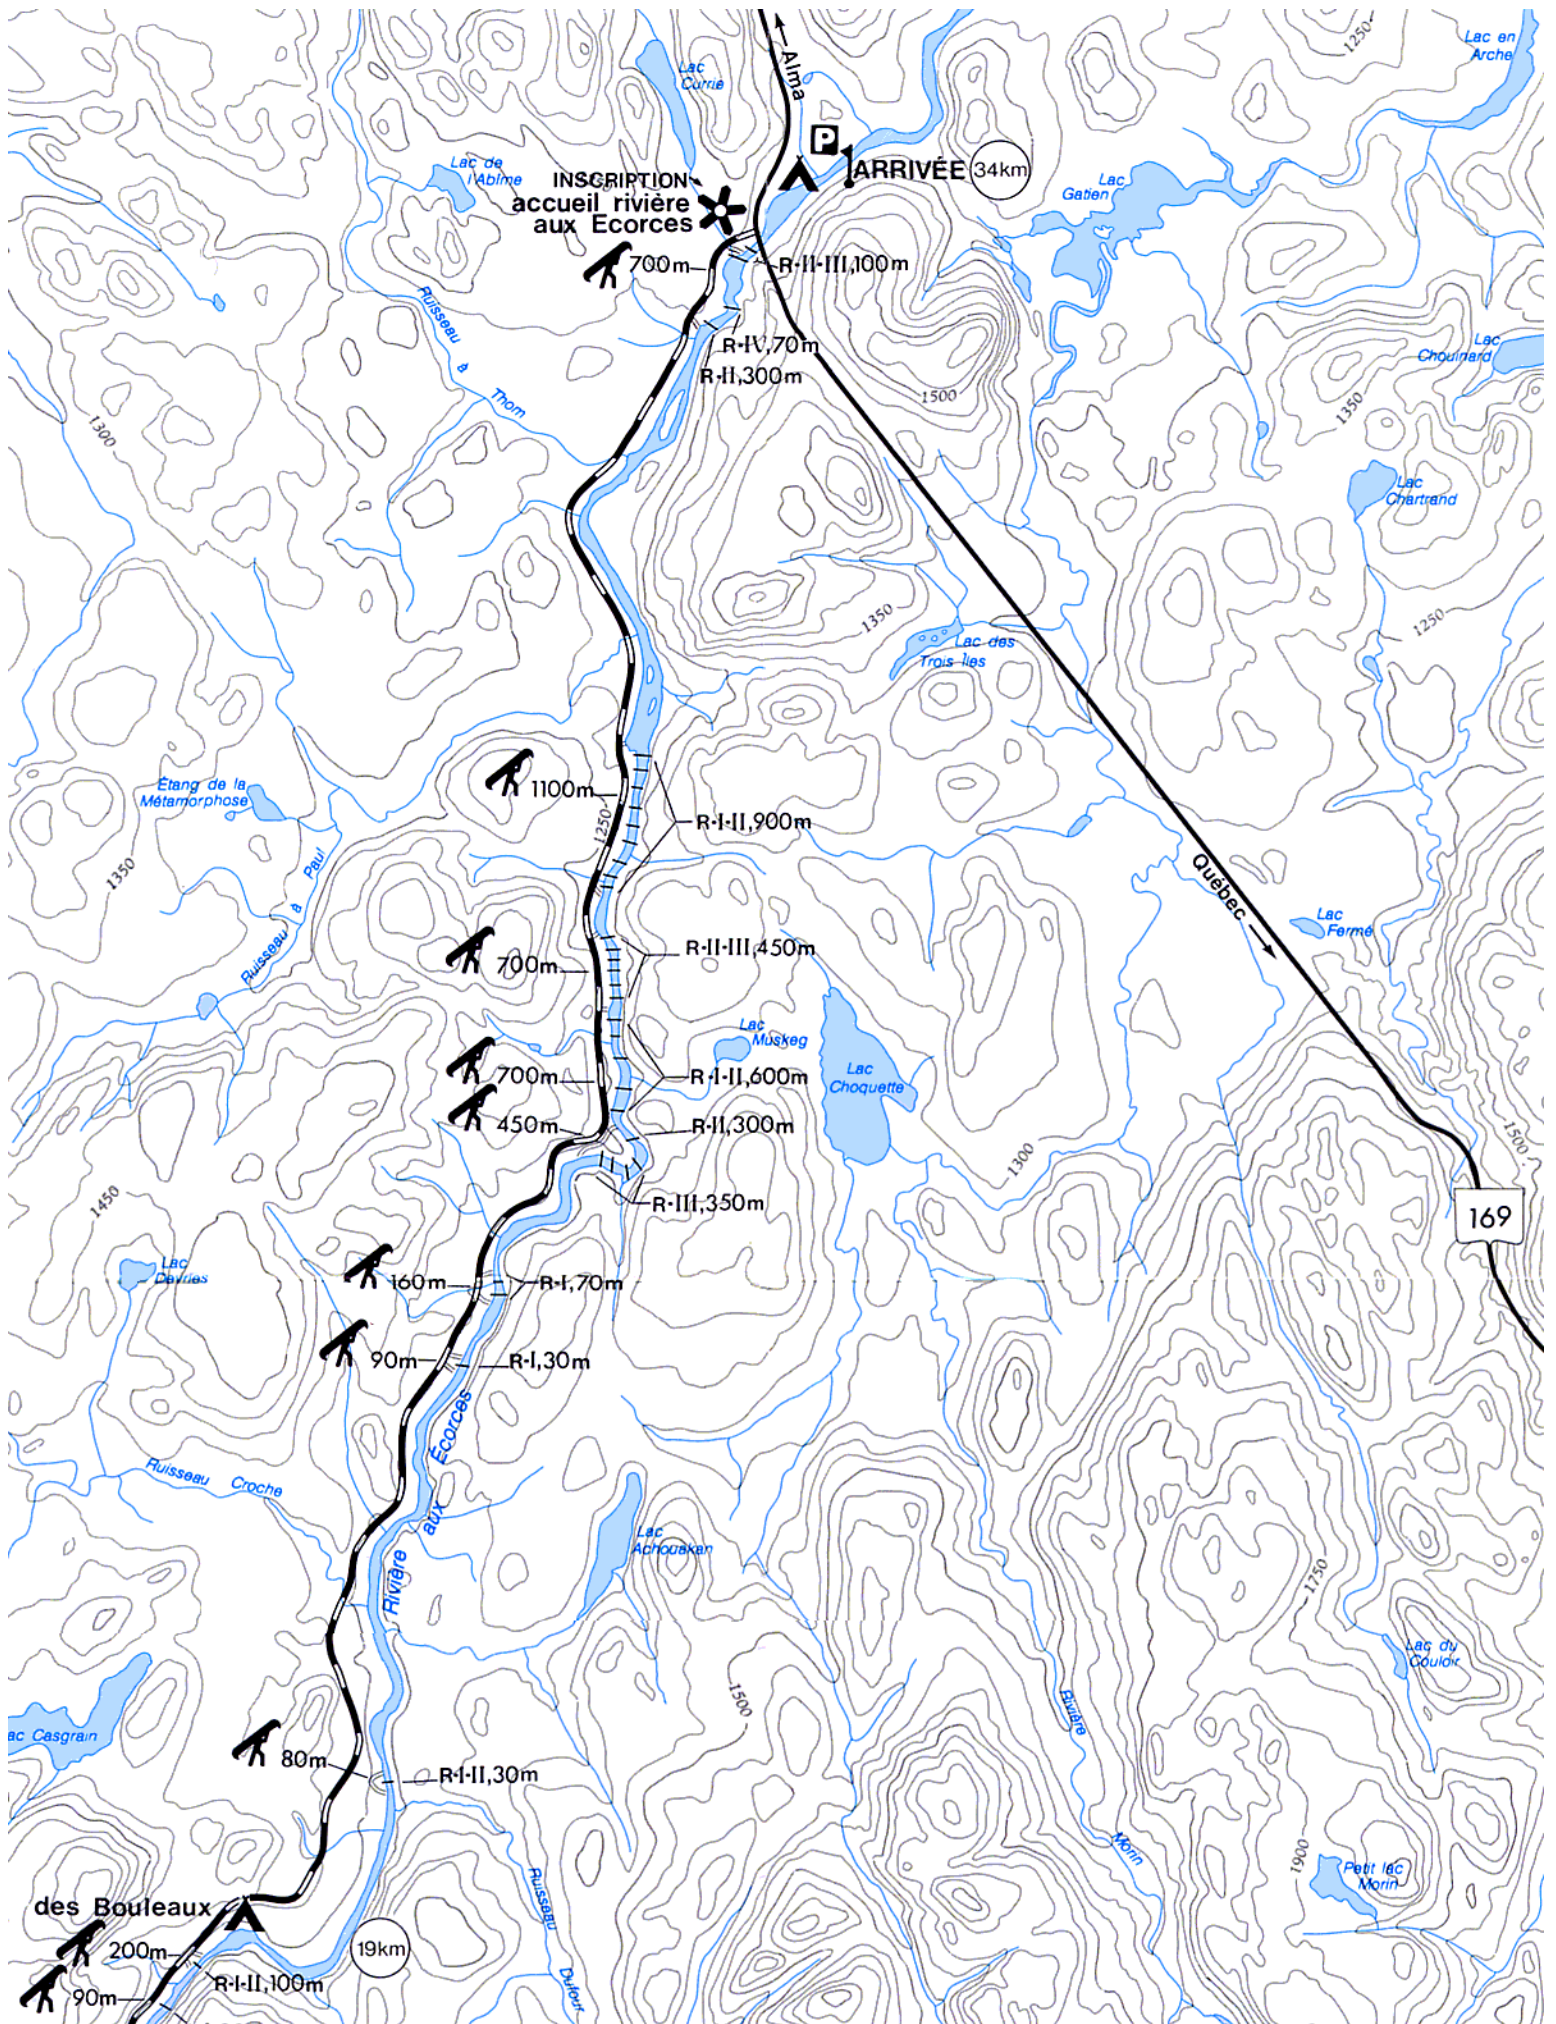 Alma
Lac en
Arche
Lac
Currie
P
ARRIVÉE
34km
Lac de
l'Abîme
INSCRIPTION
accueil rivière
aux Ecorces
Lac
Gatien
1250
700m
R-II-III,100m
R-IV,70m
R-II,300m
Ruisseau
à
Thom
1500
1350
Lac
Chouinard
1300
Lac
Chartrand
1350
1250
Lac des
Trois Iles
Étang de la
Métamorphose
1100m
1250
R-I-II,900m
1350
Ruisseau
à
Paul
Québec
Lac
Fermé
700m
R-II-III,450m
Lac
Muskeg
Lac
Choquette
700m
R-I-II,600m
450m
R-II,300m
1300
1500
1450
R-III,350m
169
Lac
Devries
160m
R-I,70m
90m
R-I,30m
Rivière
aux
Écorces
Ruisseau Croche
Lac
Achouakan
1750
Lac du
Couloir
1500
Rivière
Morin
ac Casgrain
80m
R-I-II,30m
Ruisseau
Dufour
1900
Petit lac
Morin
des Bouleaux
19km
200m
R-I-II,100m
90m